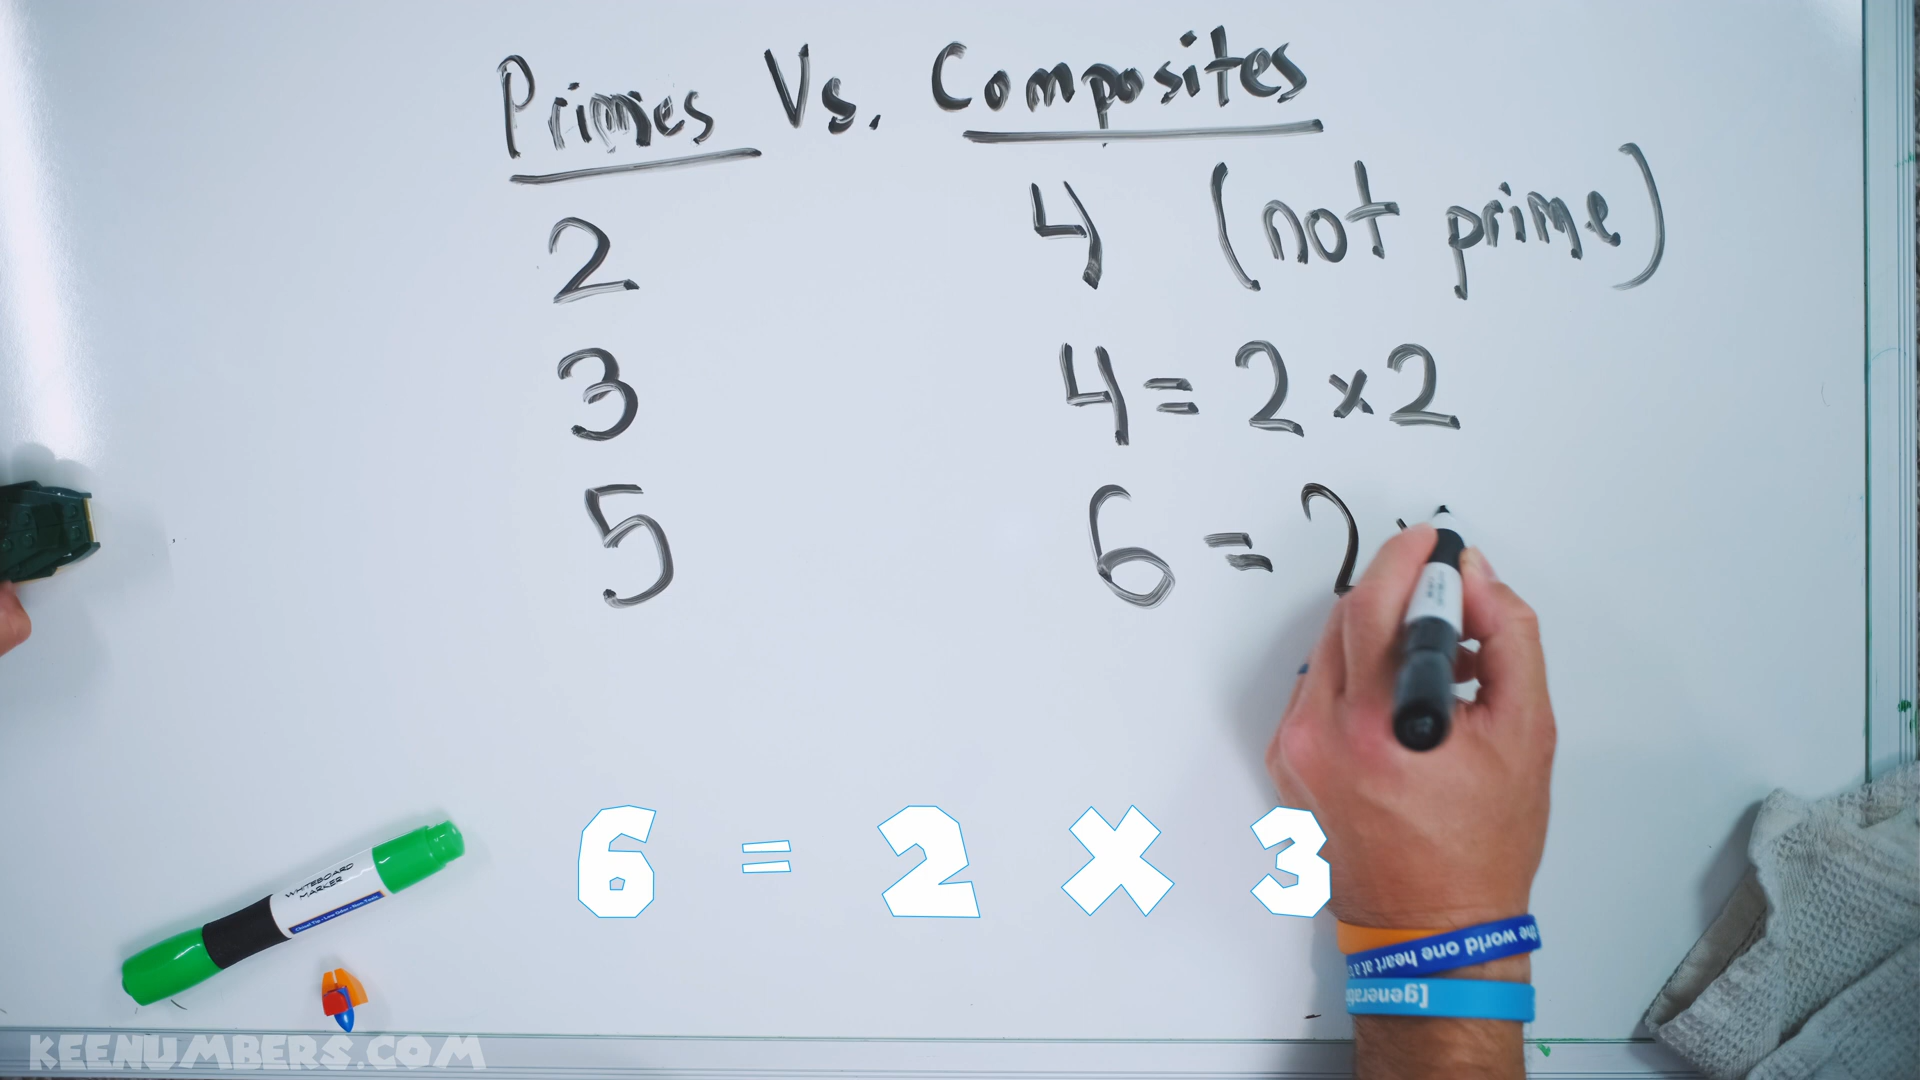 Primes Vs. Composites
2 4 (not prime)
3 4 = 2 x 2
5 6 = 2
6 = 2 x 3
WHITEBOARD
MARKER
the world one heart at a
[generati
KEENUMBERS.COM